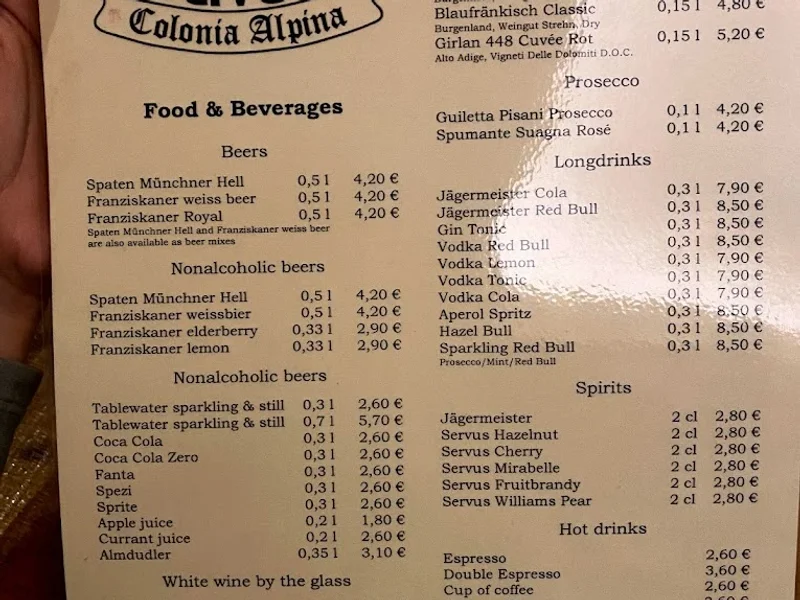 Colonia Alpina
Food & Beverages
Beers
Spaten Münchner Hell 0,5 l 4,20 €
Franziskaner weiss beer 0,5 l 4,20 €
Franziskaner Royal 0,5 l 4,20 €
Spaten Münchner Hell and Franziskaner weiss beer
are also available as beer mixes
Nonalcoholic beers
Spaten Münchner Hell 0,5 l 4,20 €
Franziskaner weissbier 0,5 l 4,20 €
Franziskaner elderberry 0,33 l 2,90 €
Franziskaner lemon 0,33 l 2,90 €
Nonalcoholic beers
Tablewater sparkling & still 0,3 l 2,60 €
Tablewater sparkling & still 0,7 l 5,70 €
Coca Cola 0,3 l 2,60 €
Coca Cola Zero 0,3 l 2,60 €
Fanta 0,3 l 2,60 €
Spezi 0,3 l 2,60 €
Sprite 0,3 l 2,60 €
Apple juice 0,2 l 1,80 €
Currant juice 0,2 l 2,60 €
Almdudler 0,35 l 3,10 €
White wine by the glass
Blaufränkisch Classic 0,15 l 4,80 €
Burgenland, Weingut Strehn, Dry
Girlan 448 Cuvée Rot 0,15 l 5,20 €
Alto Adige, Vigneti Delle Dolomiti D.O.C.
Prosecco
Guiletta Pisani Prosecco 0,1 l 4,20 €
Spumante Suagna Rosé 0,1 l 4,20 €
Longdrinks
Jägermeister Cola 0,3 l 7,90 €
Jägermeister Red Bull 0,3 l 8,50 €
Gin Tonic 0,3 l 8,50 €
Vodka Red Bull 0,3 l 8,50 €
Vodka Lemon 0,3 l 7,90 €
Vodka Tonic 0,3 l 7,90 €
Vodka Cola 0,3 l 7,90 €
Aperol Spritz 0,3 l 8,50 €
Hazel Bull 0,3 l 8,50 €
Sparkling Red Bull 0,3 l 8,50 €
Prosecco/Mint/Red Bull
Spirits
Jägermeister 2 cl 2,80 €
Servus Hazelnut 2 cl 2,80 €
Servus Cherry 2 cl 2,80 €
Servus Mirabelle 2 cl 2,80 €
Servus Fruitbrandy 2 cl 2,80 €
Servus Williams Pear 2 cl 2,80 €
Hot drinks
Espresso 2,60 €
Double Espresso 3,60 €
Cup of coffee 2,60 €